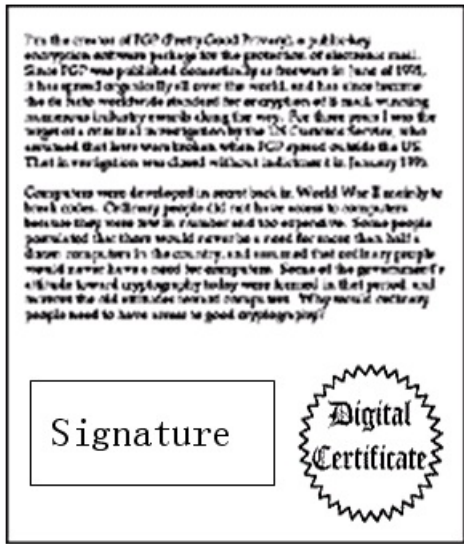 I'm the creator of PGP (Pretty Good Privacy), a public-key
encryption software package for the protection of electronic mail.
Since PGP was published domestically as freeware in June of 1991,
it has spread organically all over the world, and has since become
the de facto worldwide standard for encryption of E-mail, winning
numerous industry awards along the way. For three years I was the
target of a criminal investigation by the US Customs Service, who
assumed that laws were broken when PGP spread outside the US.
That investigation was closed without indictment in January 1996.
Computers were developed in secret back in World War II mainly to
break codes. Ordinary people did not have access to computers,
because they were few in number and too expensive. Some people
postulated that there would never be a need for more than half a
dozen computers in the country, and assumed that ordinary people
would never have a need for computers. Some of the government's
attitude toward cryptography today were formed in that period, and
mirrors the old attitudes toward computers. Why would ordinary
people need to have access to good cryptography?
Signature
Digital
Certificate